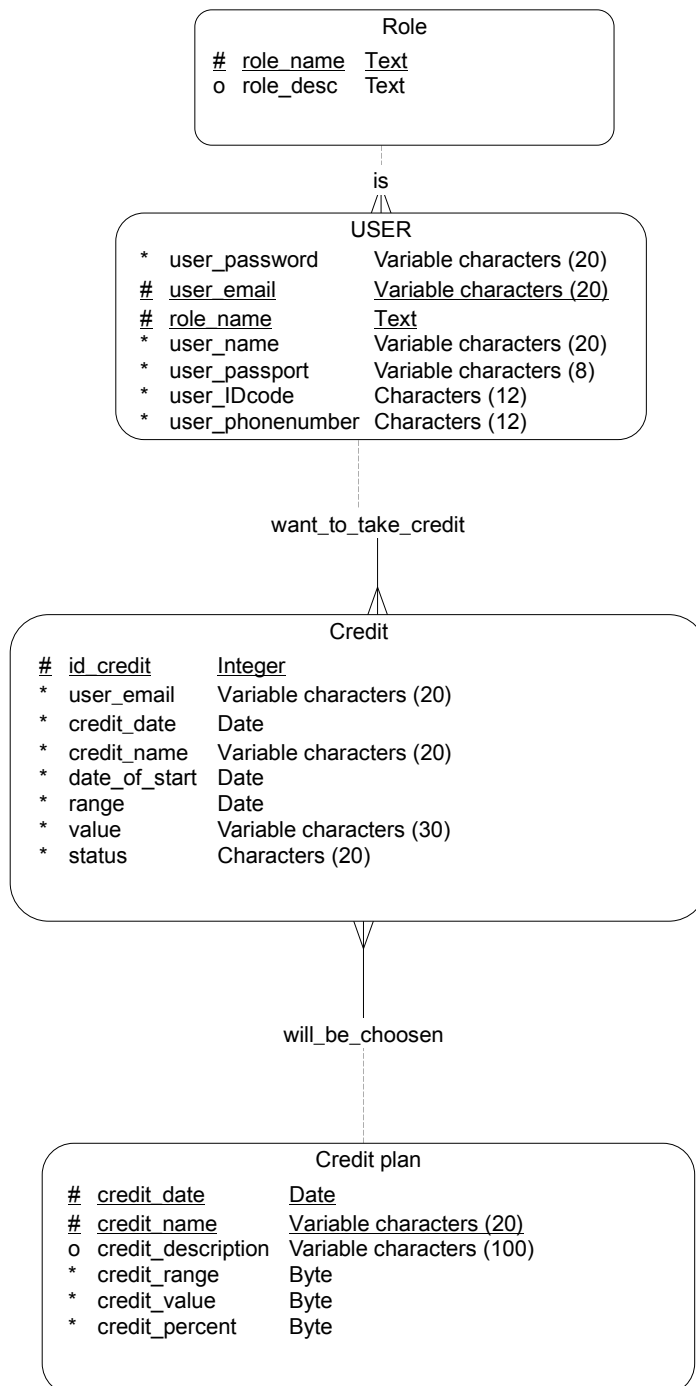 Role
# role_name Text
o role_desc Text
is
USER
* user_password Variable characters (20)
# user_email Variable characters (20)
# role_name Text
* user_name Variable characters (20)
* user_passport Variable characters (8)
* user_IDcode Characters (12)
* user_phonenumber Characters (12)
want_to_take_credit
Credit
# id_credit Integer
* user_email Variable characters (20)
* credit_date Date
* credit_name Variable characters (20)
* date_of_start Date
* range Date
* value Variable characters (30)
* status Characters (20)
will_be_choosen
Credit plan
# credit_date Date
# credit_name Variable characters (20)
o credit_description Variable characters (100)
* credit_range Byte
* credit_value Byte
* credit_percent Byte